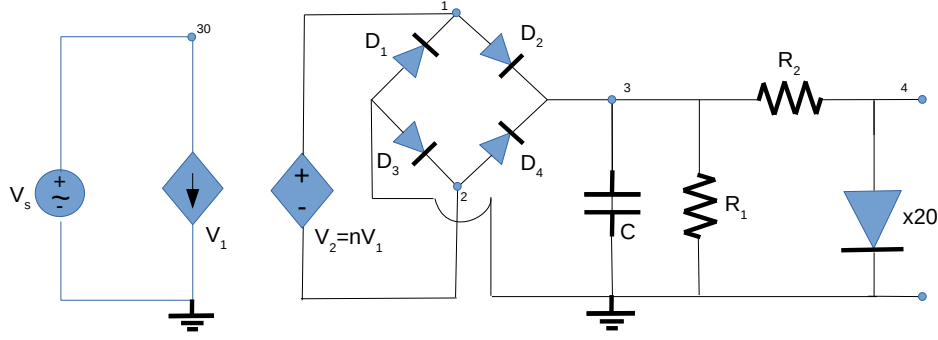 1
30
D1
D2
R2
3
4
+
~
-
Vs
D3
D4
+
-
2
V1
V2=nV1
C
R1
x20